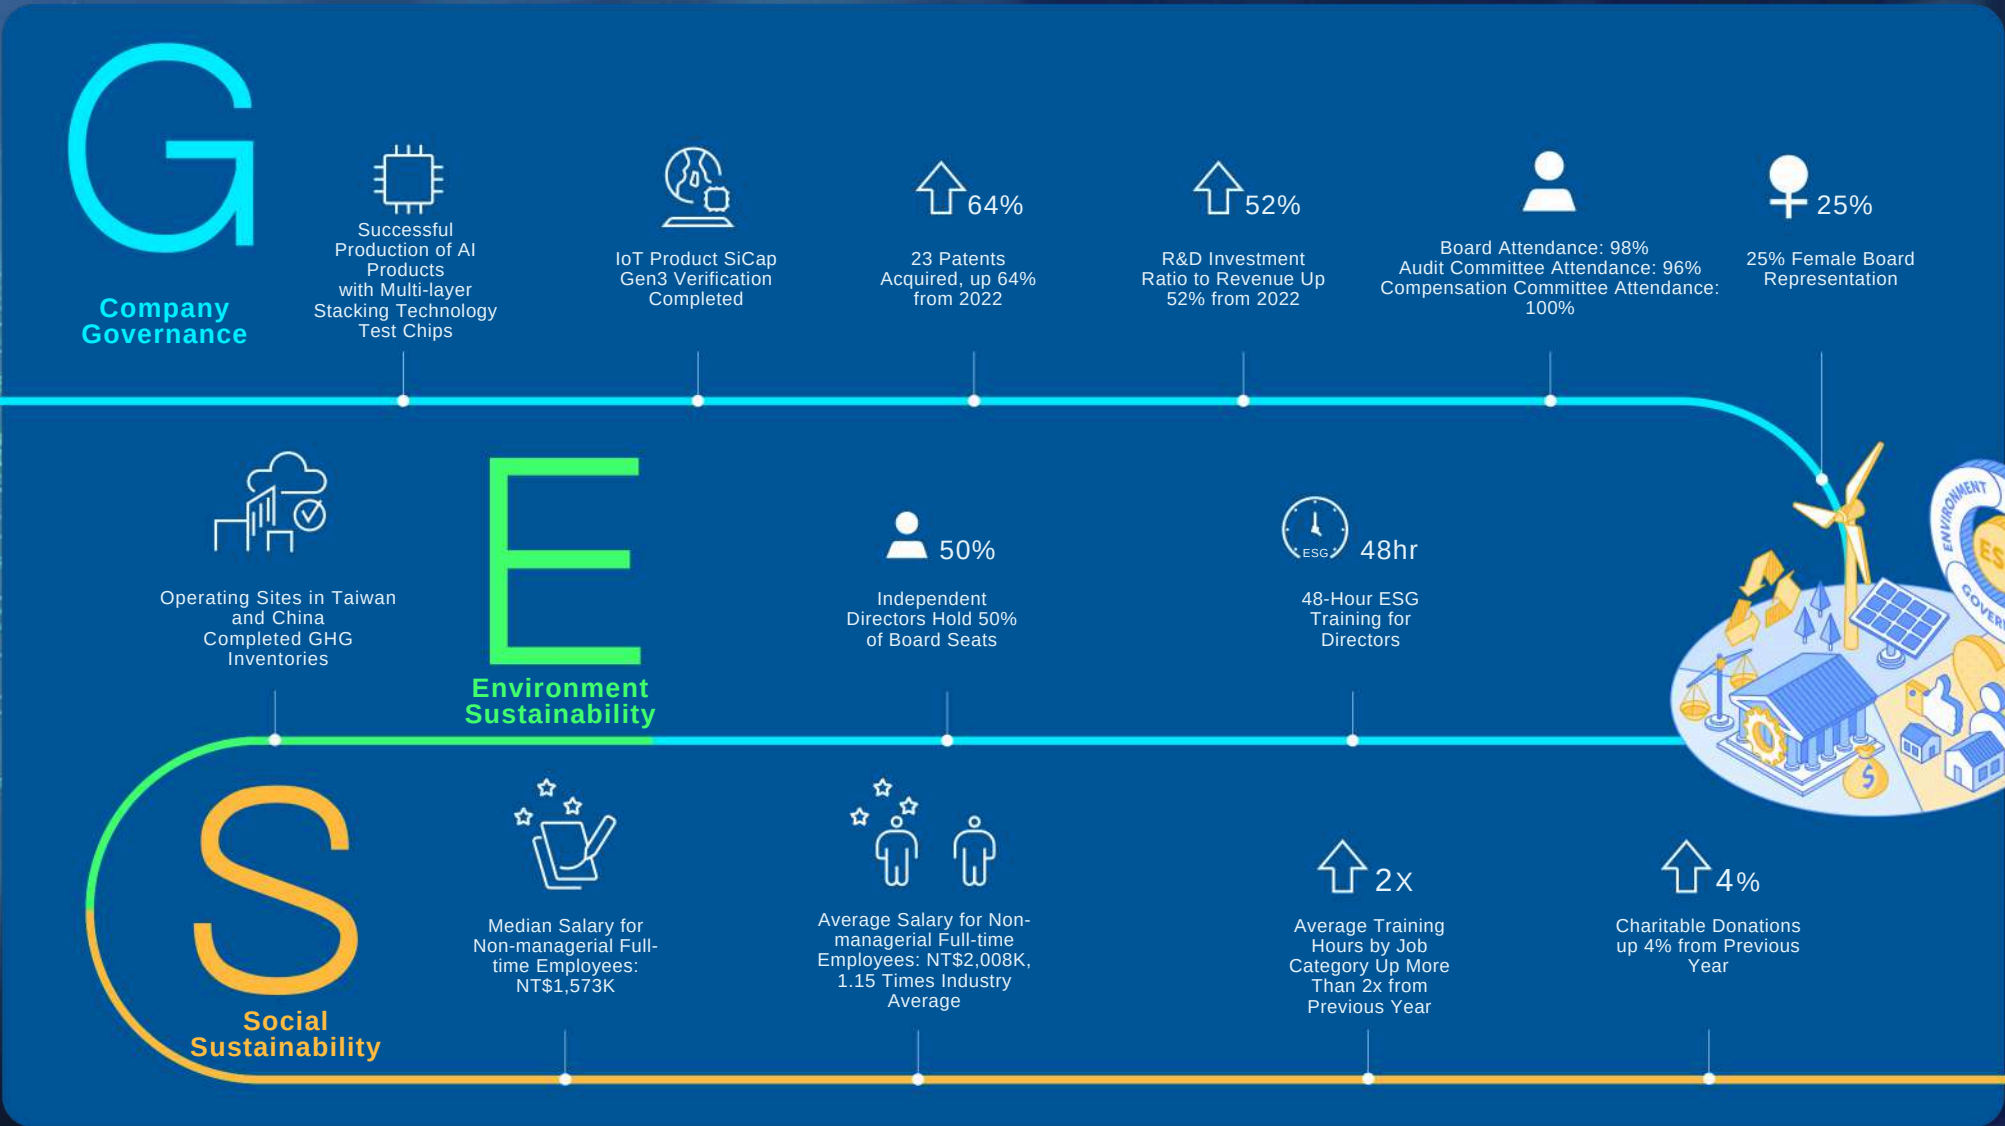 G
Company
Governance
Successful
Production of AI
Products
with Multi-layer
Stacking Technology
Test Chips
IoT Product SiCap
Gen3 Verification
Completed
64%
23 Patents
Acquired, up 64%
from 2022
52%
R&D Investment
Ratio to Revenue Up
52% from 2022
Board Attendance: 98%
Audit Committee Attendance: 96%
Compensation Committee Attendance:
100%
25%
25% Female Board
Representation
Operating Sites in Taiwan
and China
Completed GHG
Inventories
E
Environment
Sustainability
50%
Independent
Directors Hold 50%
of Board Seats
ESG
48hr
48-Hour ESG
Training for
Directors
ENVIRONMENT
ES
GOVER
$
S
Social
Sustainability
Median Salary for
Non-managerial Full-
time Employees:
NT$1,573K
Average Salary for Non-
managerial Full-time
Employees: NT$2,008K,
1.15 Times Industry
Average
2X
Average Training
Hours by Job
Category Up More
Than 2x from
Previous Year
4%
Charitable Donations
up 4% from Previous
Year